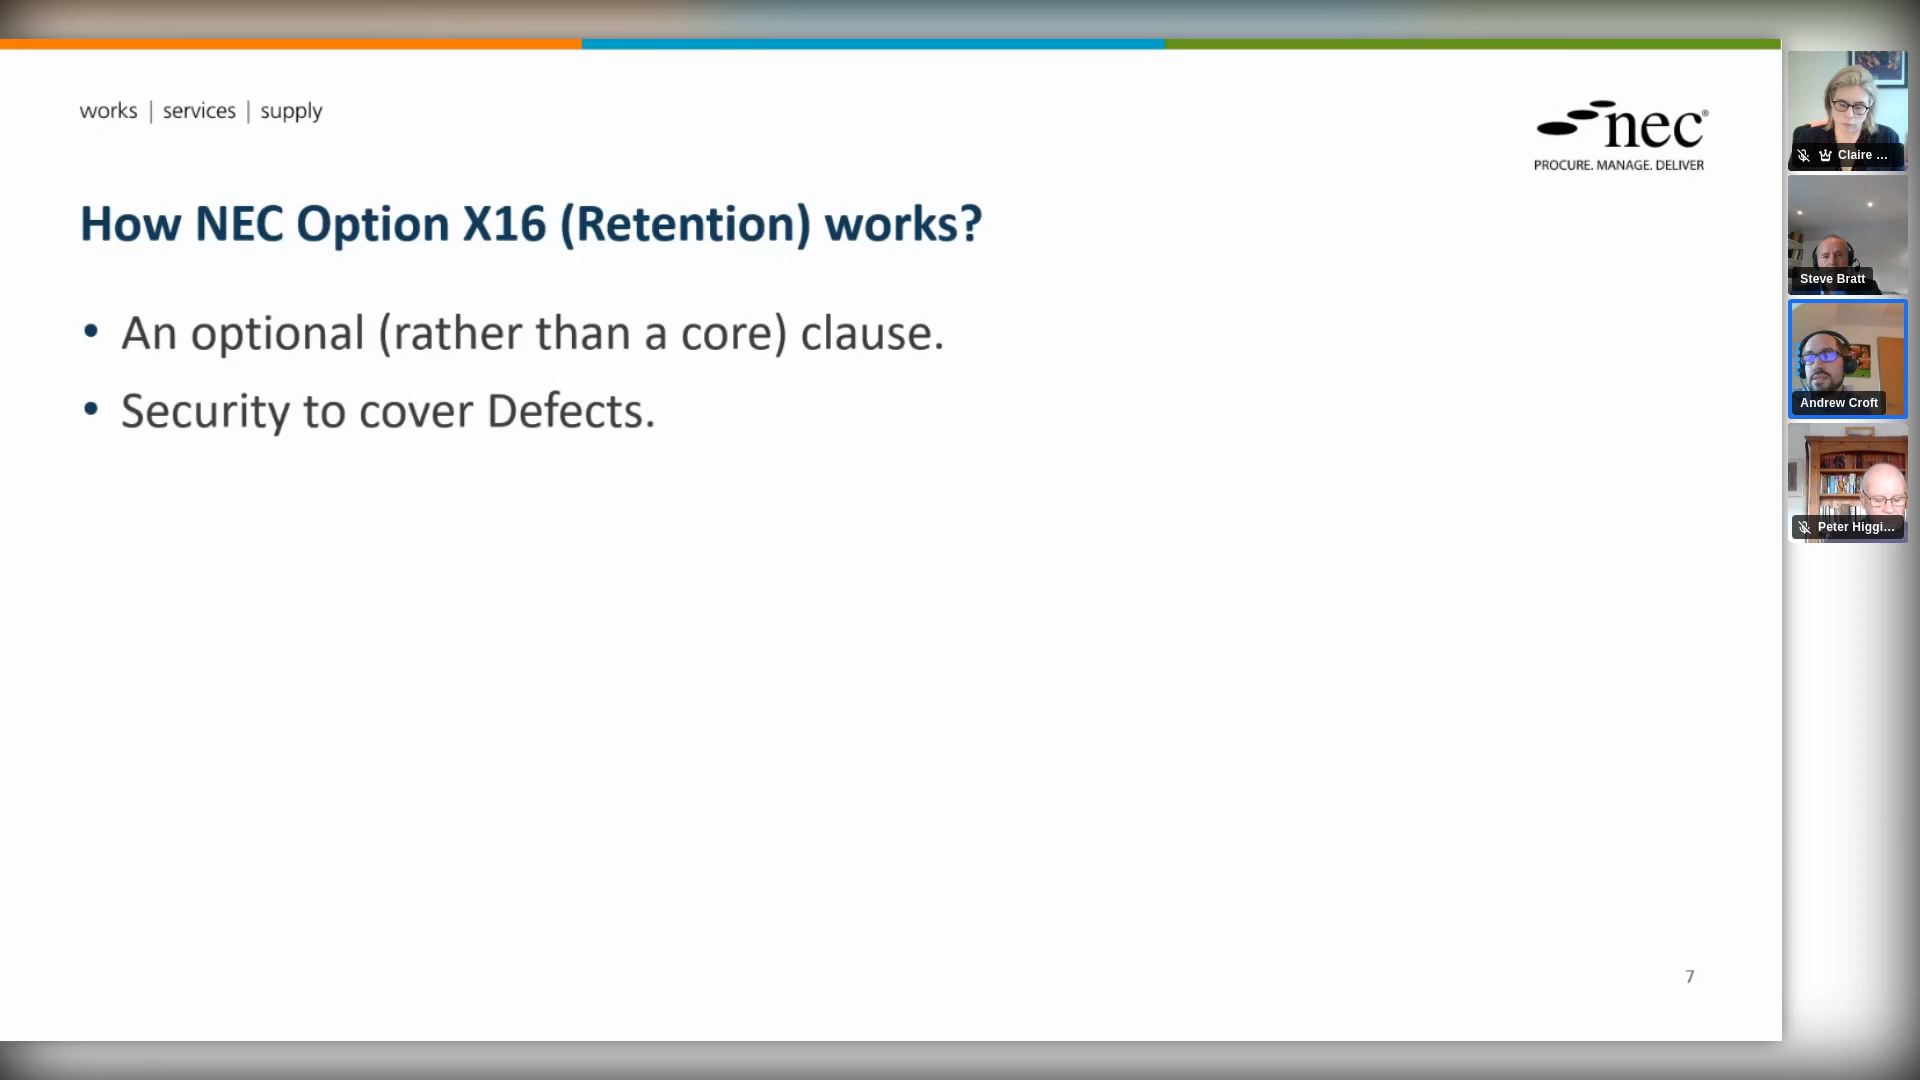 works | services | supply
nec®
PROCURE. MANAGE. DELIVER
How NEC Option X16 (Retention) works?
• An optional (rather than a core) clause.
• Security to cover Defects.
7
Claire ...
Steve Bratt
Andrew Croft
Peter Higgi...